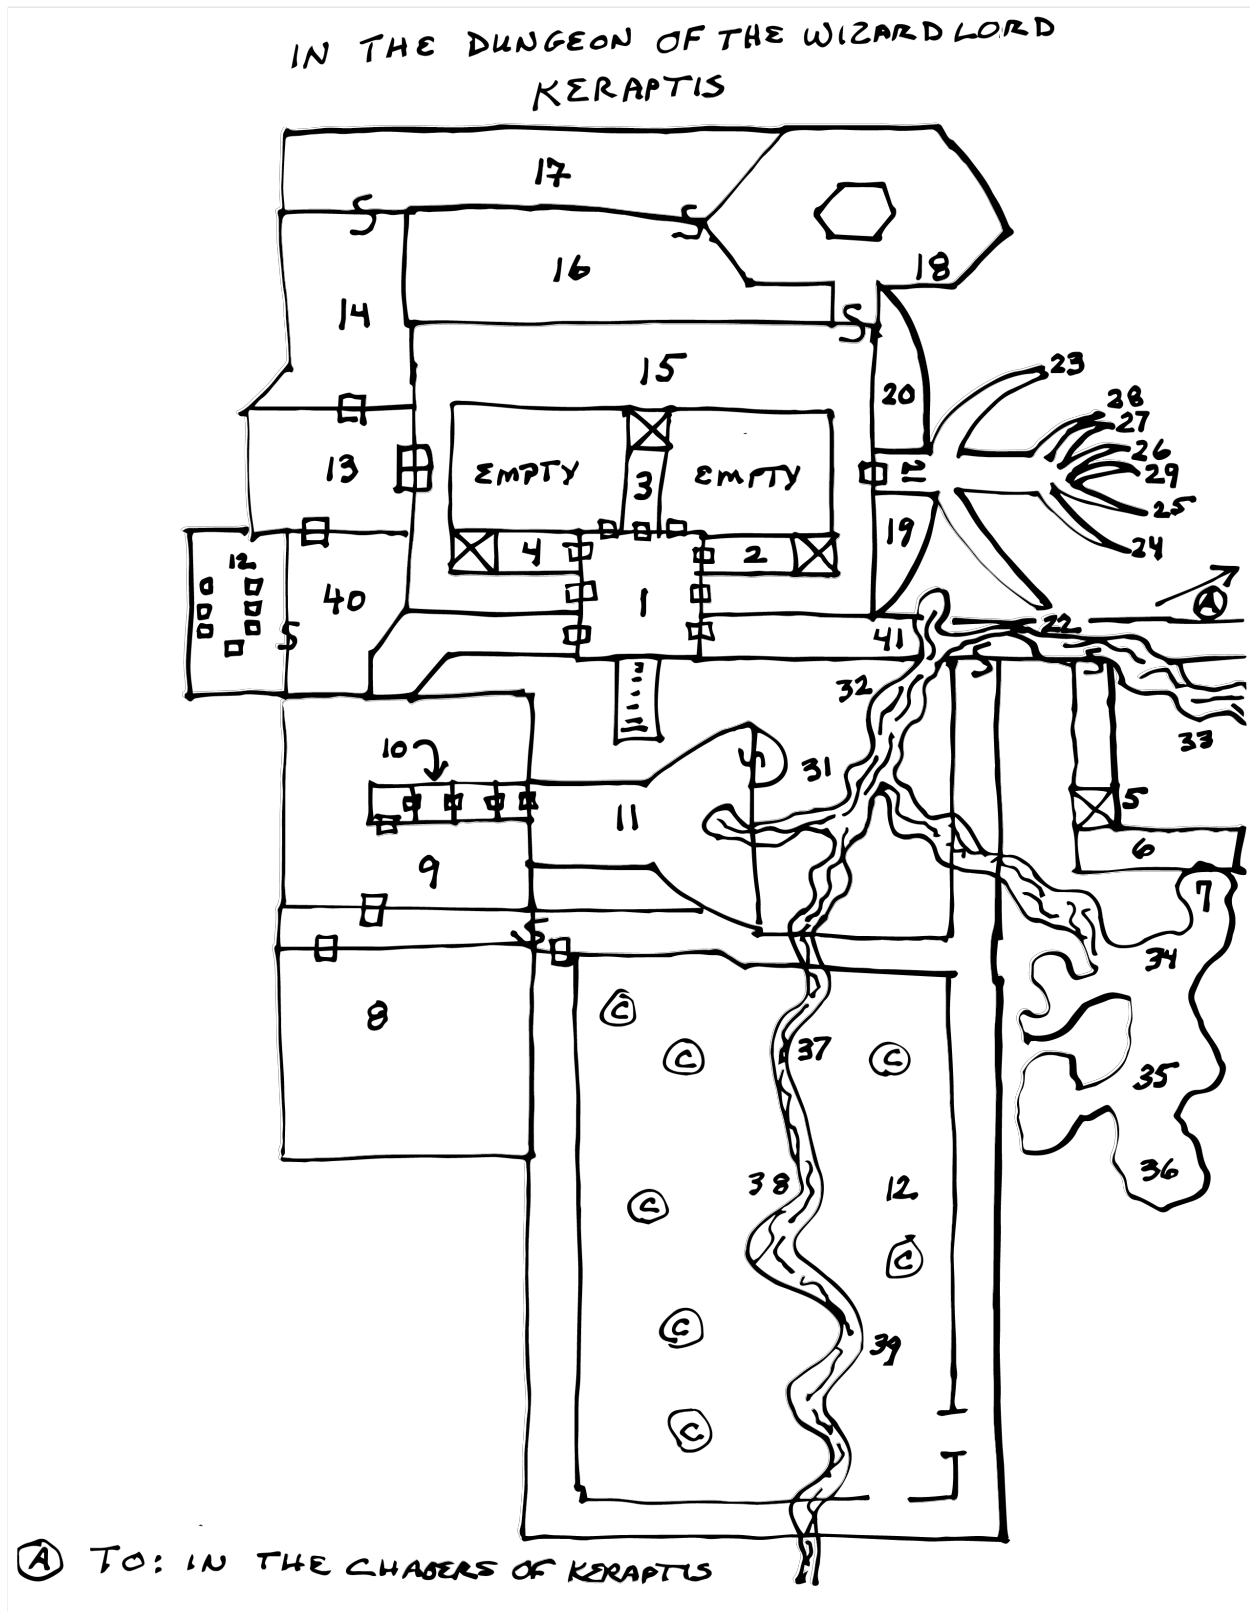 IN THE DUNGEON OF THE WIZARD LORD
KERAPTIS
17
S
S
18
16
14
S
15
23
20
28
27
26
29
25
24
13
EMPTY
3
EMPTY
21
19
12
4
2
40
1
S
41
22
A
S
S
32
33
10
S
31
5
11
6
9
7
S
34
8
C
C
37
C
35
36
38
12
C
C
C
39
C
A TO: IN THE CHABERS OF KERAPTIS